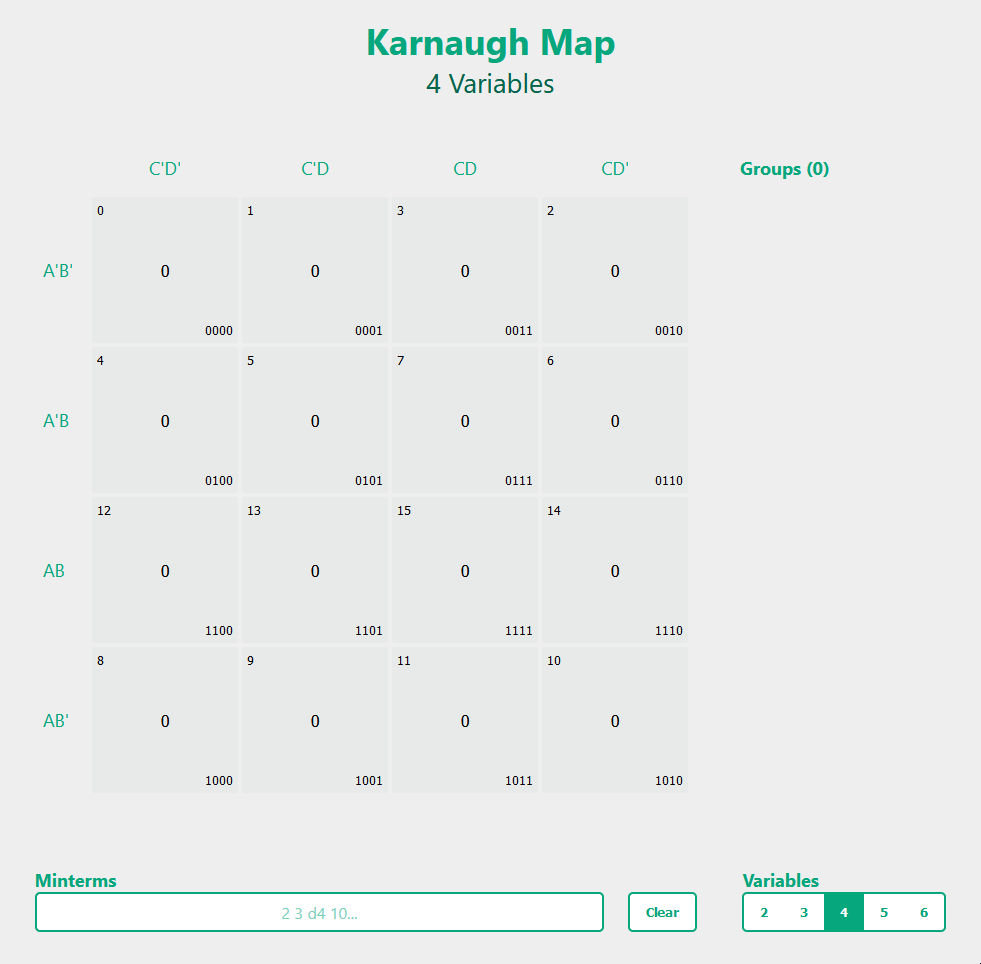 Karnaugh Map
4 Variables
C'D' C'D CD CD' Groups (0)
0 1 3 2
A'B' 0 0 0 0
0000 0001 0011 0010
4 5 7 6
A'B 0 0 0 0
0100 0101 0111 0110
12 13 15 14
AB 0 0 0 0
1100 1101 1111 1110
8 9 11 10
AB' 0 0 0 0
1000 1001 1011 1010
Minterms Variables
2 3 d4 10... Clear 2 3 4 5 6